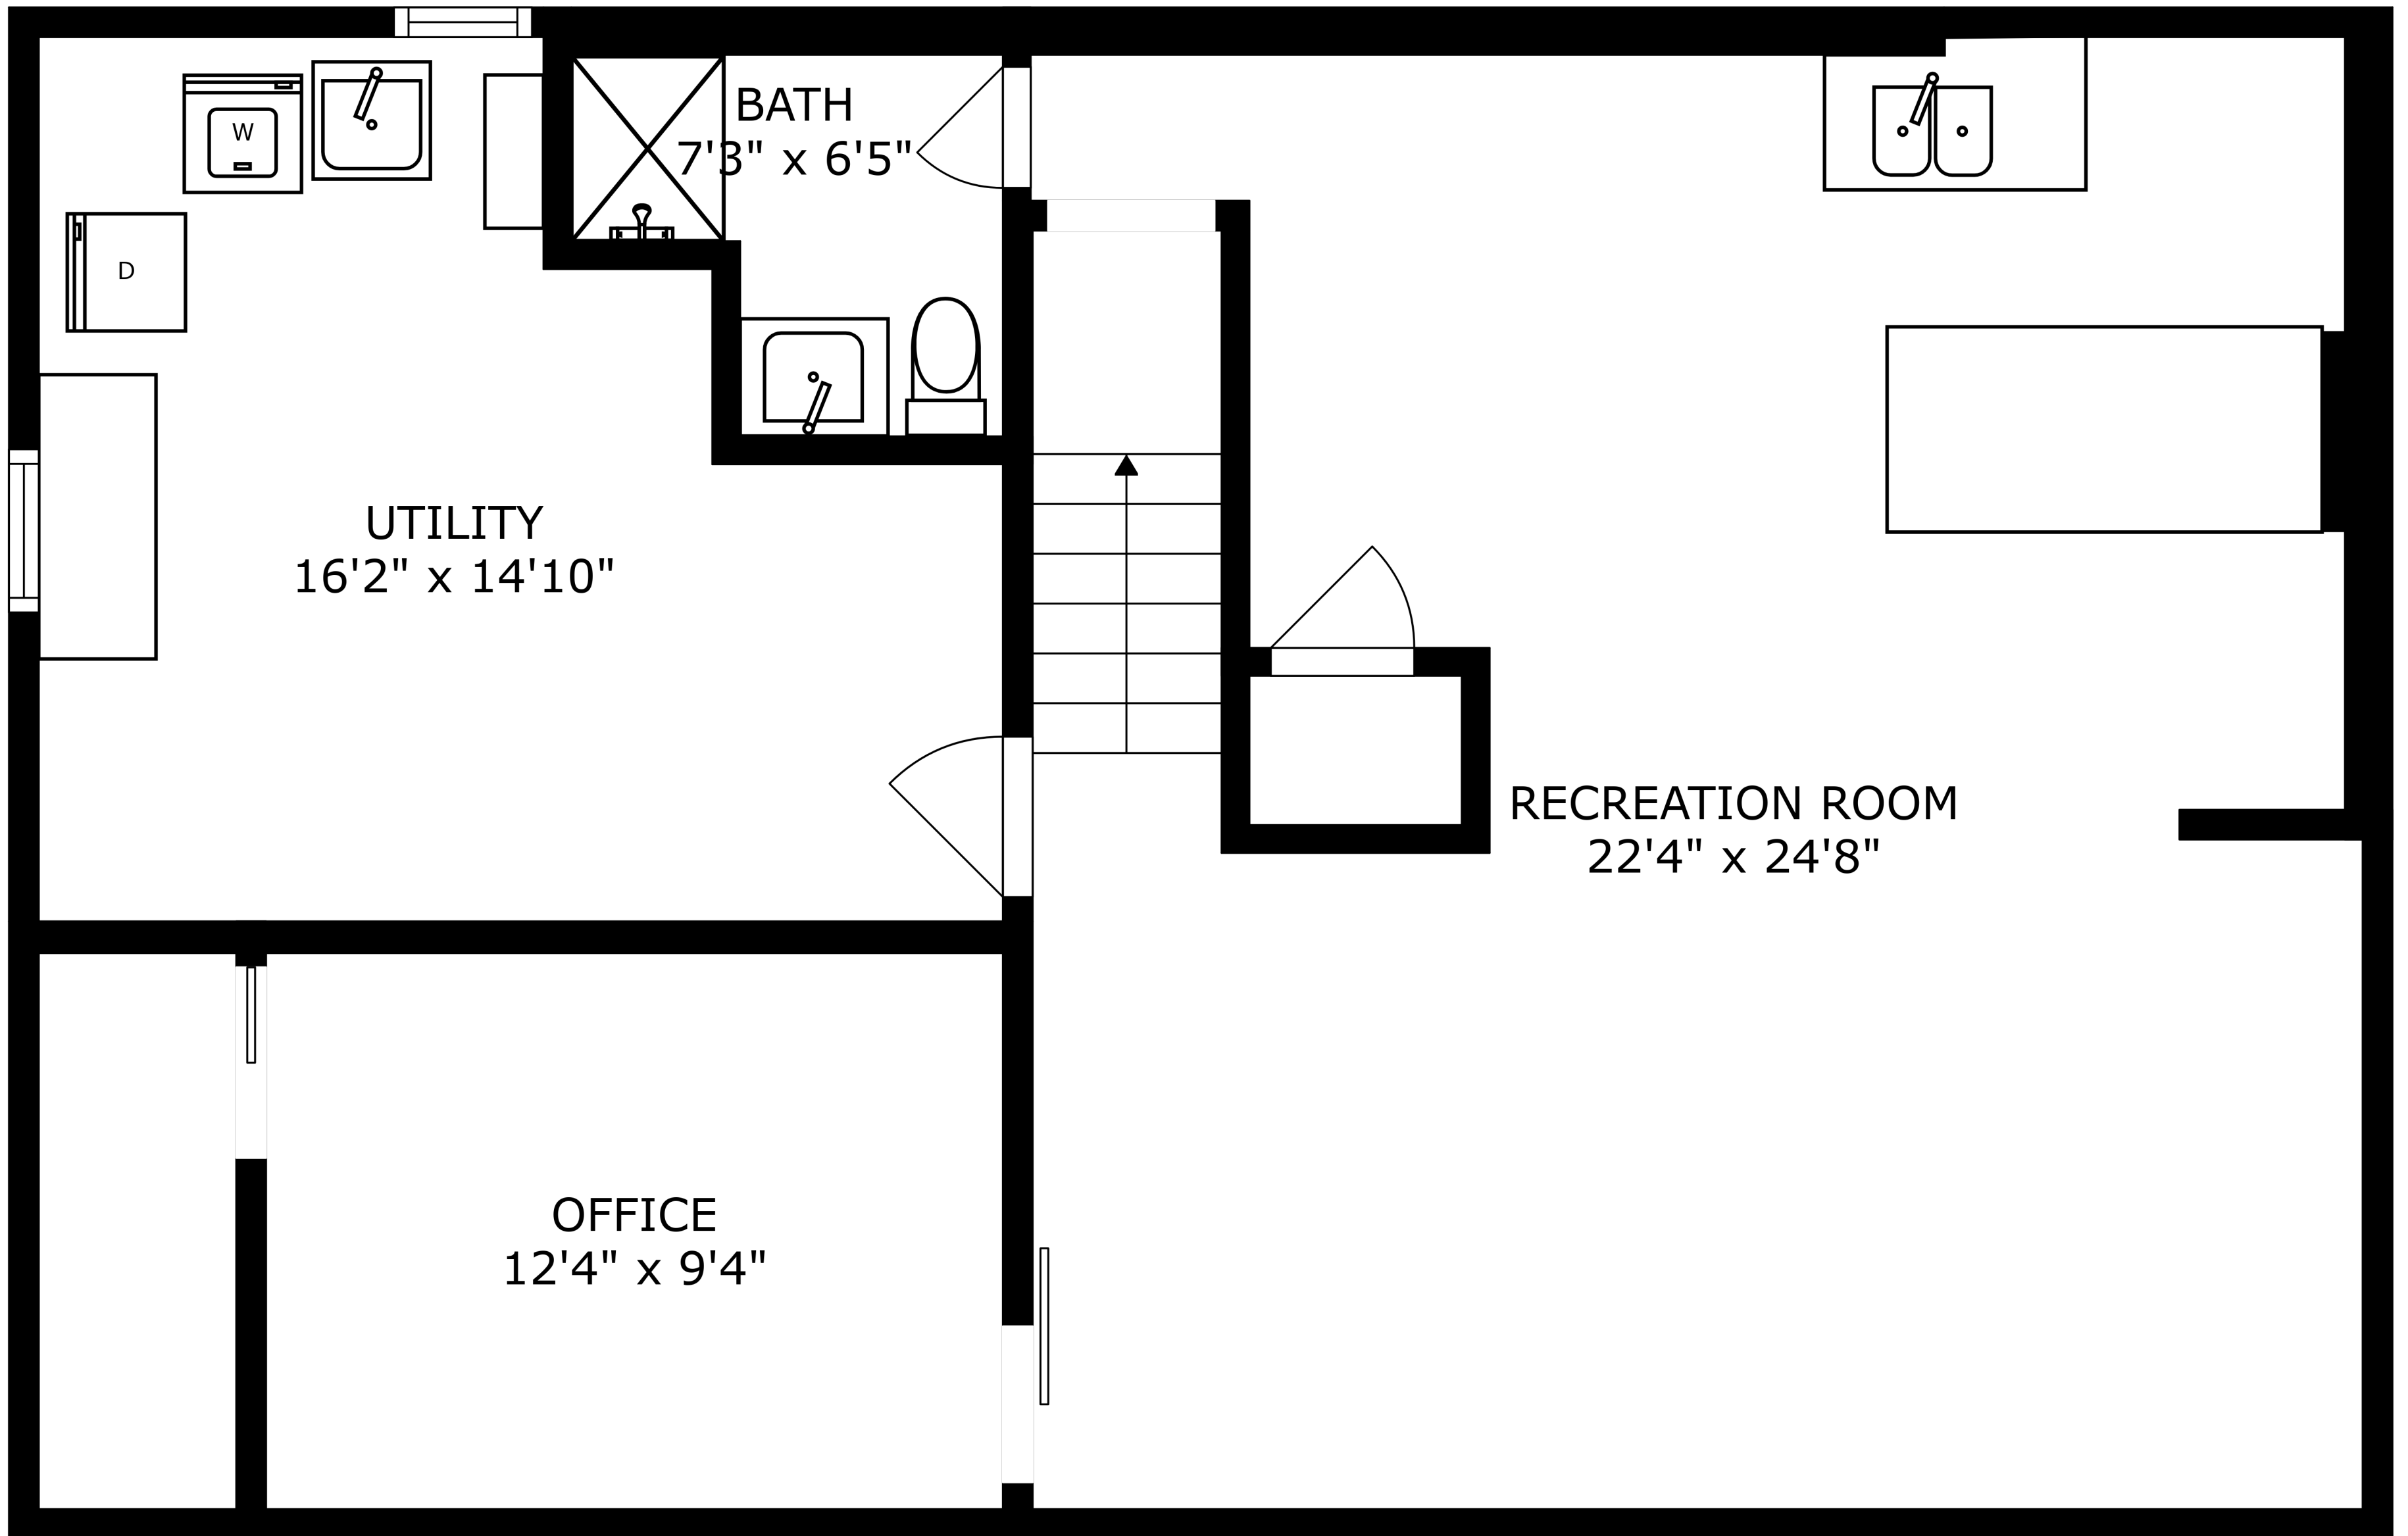 BATH
7'3" x 6'5"
W
D
UTILITY
16'2" x 14'10"
RECREATION ROOM
22'4" x 24'8"
OFFICE
12'4" x 9'4"